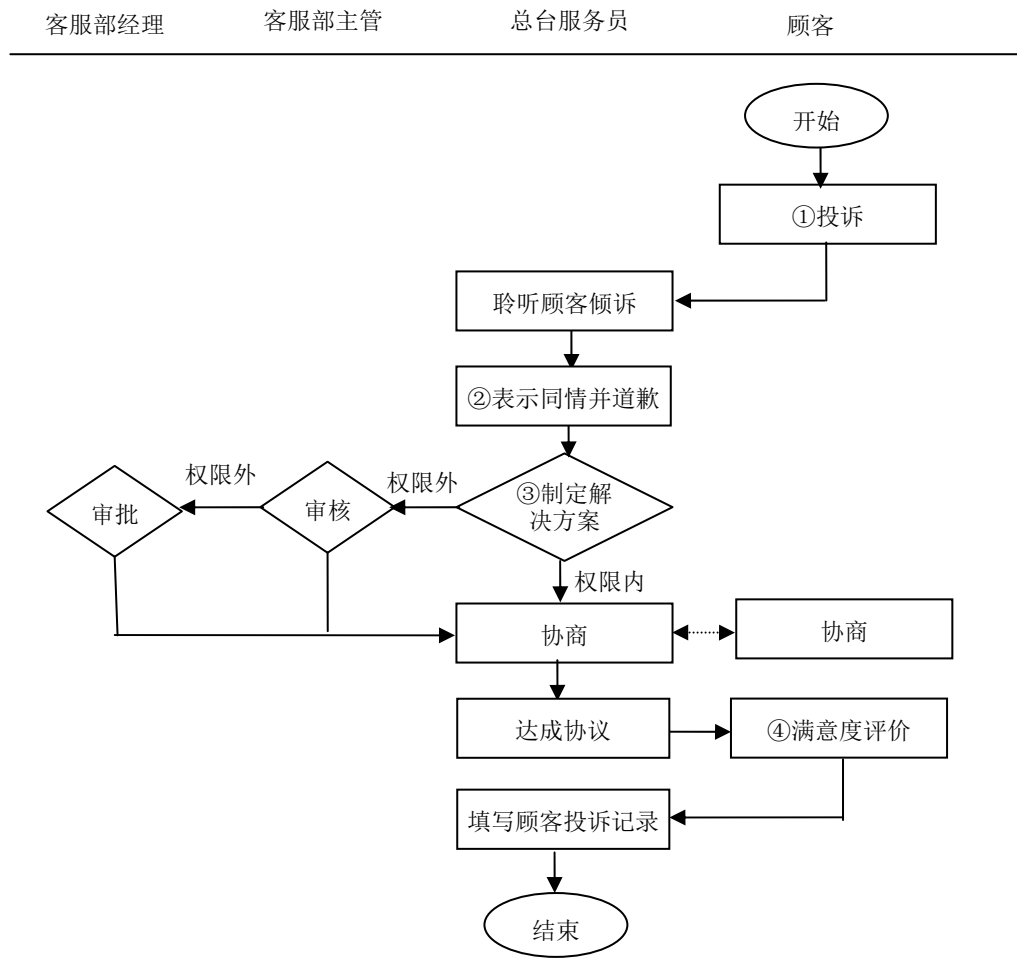 客服部经理
客服部主管
总台服务员
顾客
开始
①投诉
聆听顾客倾诉
②表示同情并道歉
权限外
权限外
③制定解
决方案
审批
审核
权限内
协商
协商
达成协议
④满意度评价
填写顾客投诉记录
结束